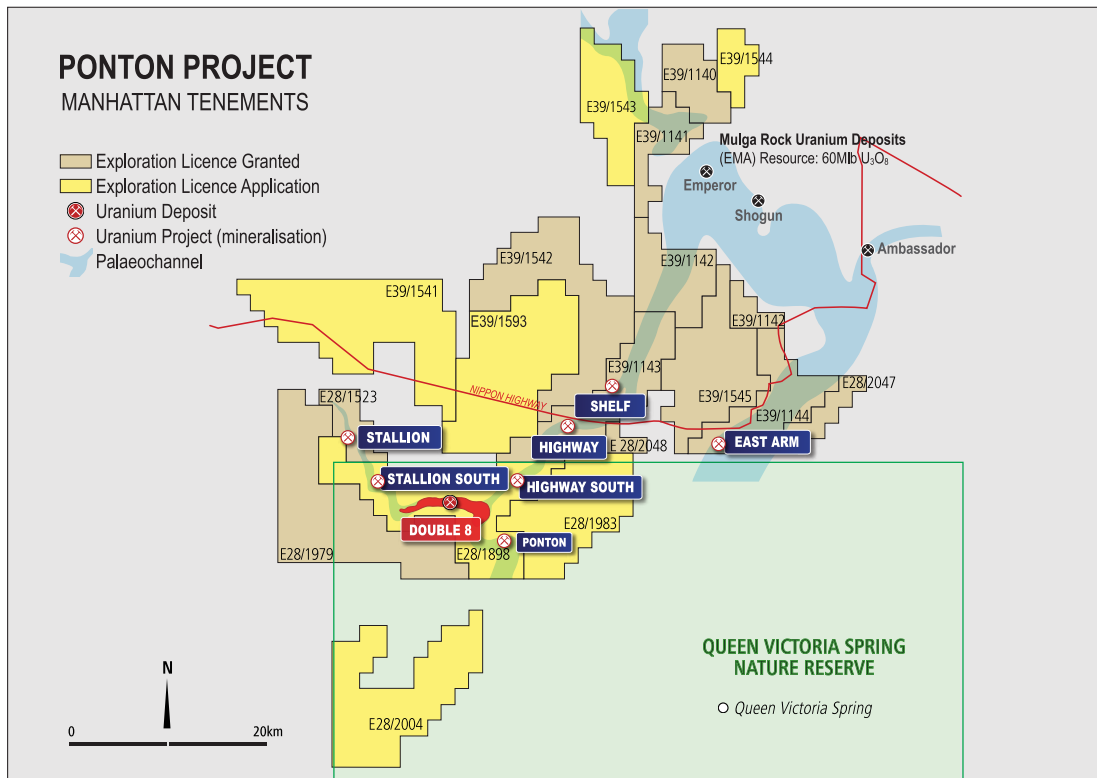 PONTON PROJECT
MANHATTAN TENEMENTS
Exploration Licence Granted
Exploration Licence Application
Uranium Deposit
Uranium Project (mineralisation)
Palaeochannel
E39/1544
E39/1140
E39/1543
E39/1141
Mulga Rock Uranium Deposits
(EMA) Resource: 60Mlb U₃O₈
Emperor
Shogun
Ambassador
E39/1542
E39/1142
E39/1541
E39/1593
E39/1142
E39/1143
E28/2047
NIPPON HIGHWAY
E28/1523
E39/1545
SHELF
E39/1144
STALLION
HIGHWAY
E 28/2048
EAST ARM
STALLION SOUTH
HIGHWAY SOUTH
DOUBLE 8
E28/1983
PONTON
E28/1979
E28/1898
QUEEN VICTORIA SPRING
NATURE RESERVE
Queen Victoria Spring
N
E28/2004
0
20km